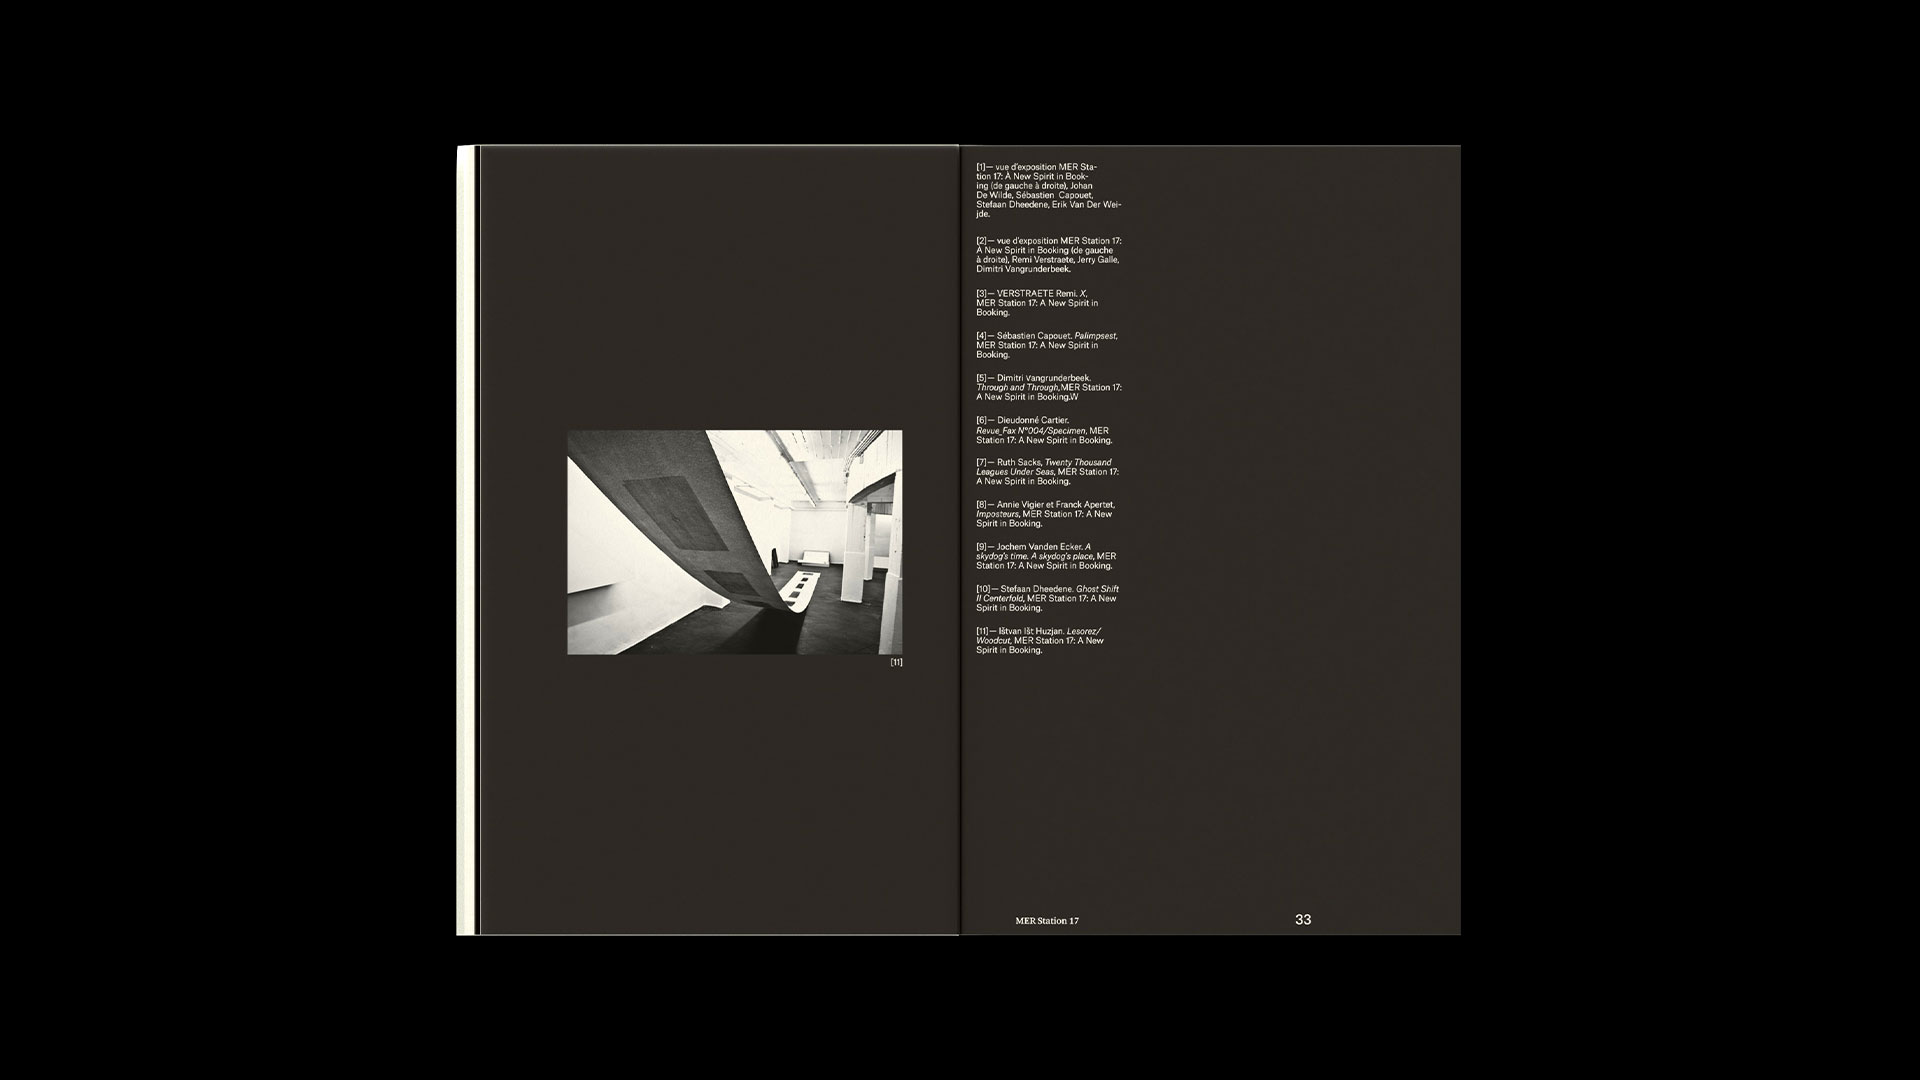 [11]
[1]— vue d'exposition MER Sta-
tion 17: A New Spirit in Book-
ing (de gauche à droite), Johan
De Wilde, Sébastien Capouet,
Stefaan Dheedene, Erik Van Der Wei-
jde.
[2]— vue d'exposition MER Station 17:
A New Spirit in Booking (de gauche
à droite), Remi Verstraete, Jerry Galle,
Dimitri Vangrunderbeek.
[3]— VERSTRAETE Remi. X,
MER Station 17: A New Spirit in
Booking.
[4]— Sébastien Capouet. Palimpsest,
MER Station 17: A New Spirit in
Booking.
[5]— Dimitri Vangrunderbeek.
Through and Through,MER Station 17:
A New Spirit in Booking.W
[6]— Dieudonné Cartier.
Revue_Fax N°004/Specimen, MER
Station 17: A New Spirit in Booking.
[7]— Ruth Sacks, Twenty Thousand
Leagues Under Seas, MER Station 17:
A New Spirit in Booking.
[8]— Annie Vigier et Franck Apertet,
Imposteurs, MER Station 17: A New
Spirit in Booking.
[9]— Jochem Vanden Ecker. A
skydog's time. A skydog's place, MER
Station 17: A New Spirit in Booking.
[10]— Stefaan Dheedene. Ghost Shift
II Centerfold, MER Station 17: A New
Spirit in Booking.
[11]— Ištvan Išt Huzjan. Lesorez/
Woodcut, MER Station 17: A New
Spirit in Booking.
MER Station 17
33